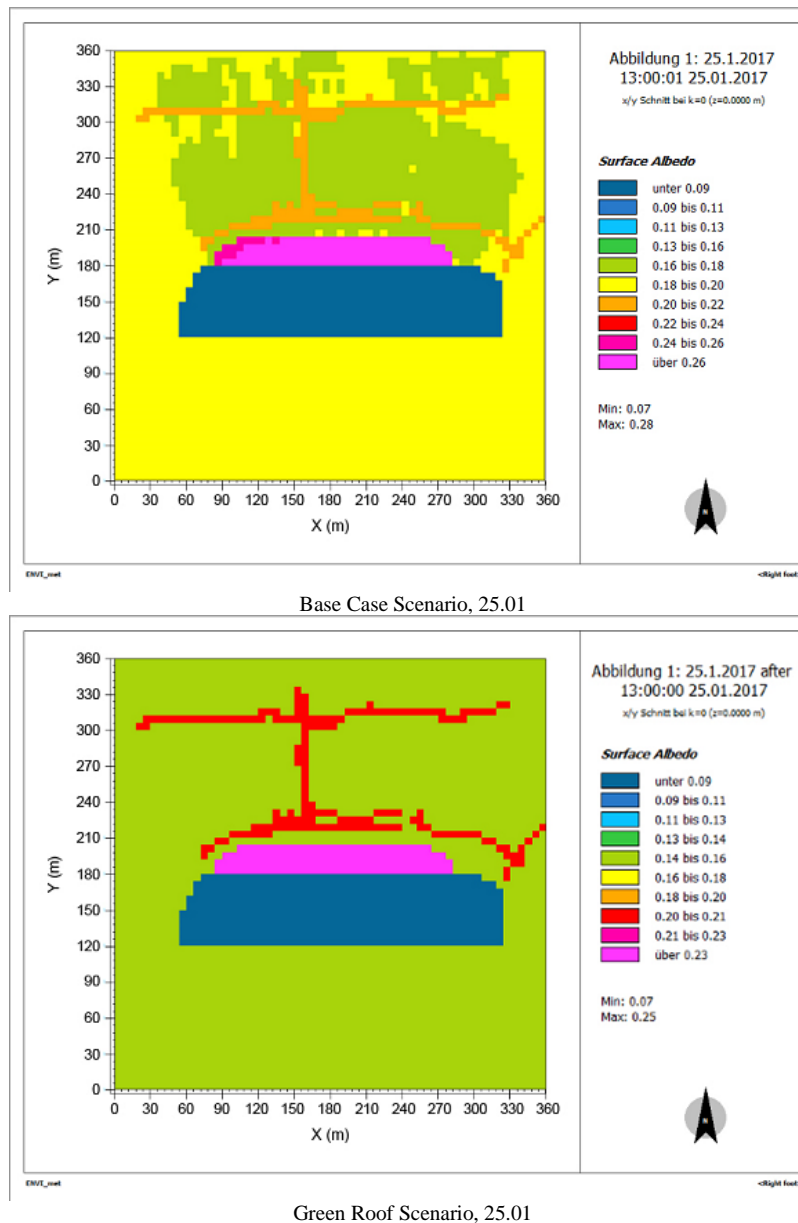 360
330
300
270
240
210
180
150
120
90
60
30
0
Y (m)
0 30 60 90 120 150 180 210 240 270 300 330 360
X (m)
Abbildung 1: 25.1.2017
13:00:01 25.01.2017
x/y Schnitt bei k=0 (z=0.0000 m)
Surface Albedo
unter 0.09
0.09 bis 0.11
0.11 bis 0.13
0.13 bis 0.16
0.16 bis 0.18
0.18 bis 0.20
0.20 bis 0.22
0.22 bis 0.24
0.24 bis 0.26
über 0.26
Min: 0.07
Max: 0.28
N
ENVI_met
<Right foot
Base Case Scenario, 25.01
360
330
300
270
240
210
180
150
120
90
60
30
0
Y (m)
0 30 60 90 120 150 180 210 240 270 300 330 360
X (m)
Abbildung 1: 25.1.2017 after
13:00:00 25.01.2017
x/y Schnitt bei k=0 (z=0.0000 m)
Surface Albedo
unter 0.09
0.09 bis 0.11
0.11 bis 0.13
0.13 bis 0.14
0.14 bis 0.16
0.16 bis 0.18
0.18 bis 0.20
0.20 bis 0.21
0.21 bis 0.23
über 0.23
Min: 0.07
Max: 0.25
N
ENVI_met
<Right foot
Green Roof Scenario, 25.01